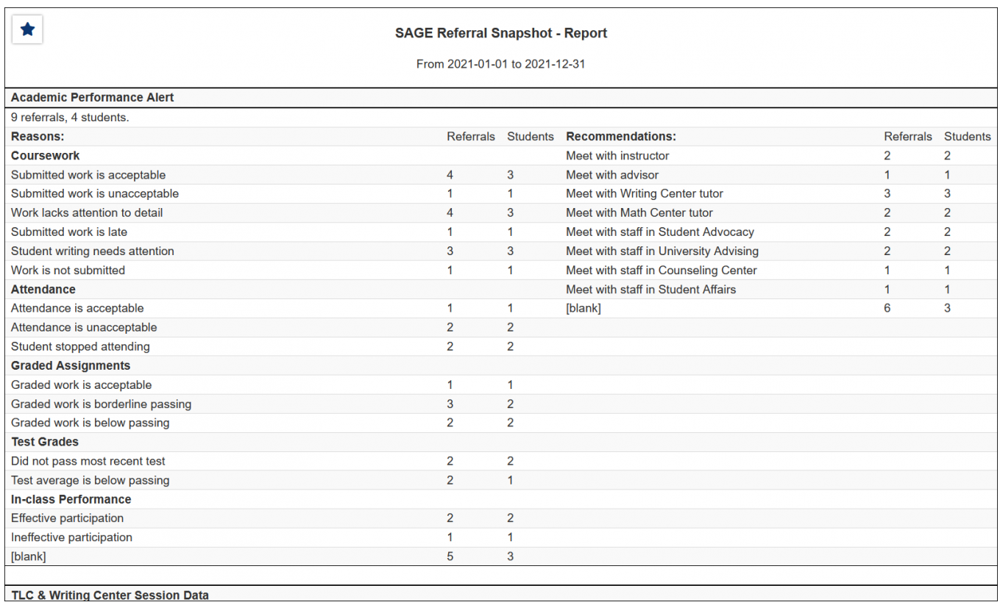 SAGE Referral Snapshot - Report
From 2021-01-01 to 2021-12-31
Academic Performance Alert
9 referrals, 4 students.
Reasons: Referrals Students Recommendations: Referrals Students
Coursework Meet with instructor 2 2
Submitted work is acceptable 4 3 Meet with advisor 1 1
Submitted work is unacceptable 1 1 Meet with Writing Center tutor 3 3
Work lacks attention to detail 4 3 Meet with Math Center tutor 2 2
Submitted work is late 1 1 Meet with staff in Student Advocacy 2 2
Student writing needs attention 3 3 Meet with staff in University Advising 2 2
Work is not submitted 1 1 Meet with staff in Counseling Center 1 1
Attendance Meet with staff in Student Affairs 1 1
Attendance is acceptable 1 1 [blank] 6 3
Attendance is unacceptable 2 2
Student stopped attending 2 2
Graded Assignments
Graded work is acceptable 1 1
Graded work is borderline passing 3 2
Graded work is below passing 2 2
Test Grades
Did not pass most recent test 2 2
Test average is below passing 2 1
In-class Performance
Effective participation 2 2
Ineffective participation 1 1
[blank] 5 3
TLC & Writing Center Session Data